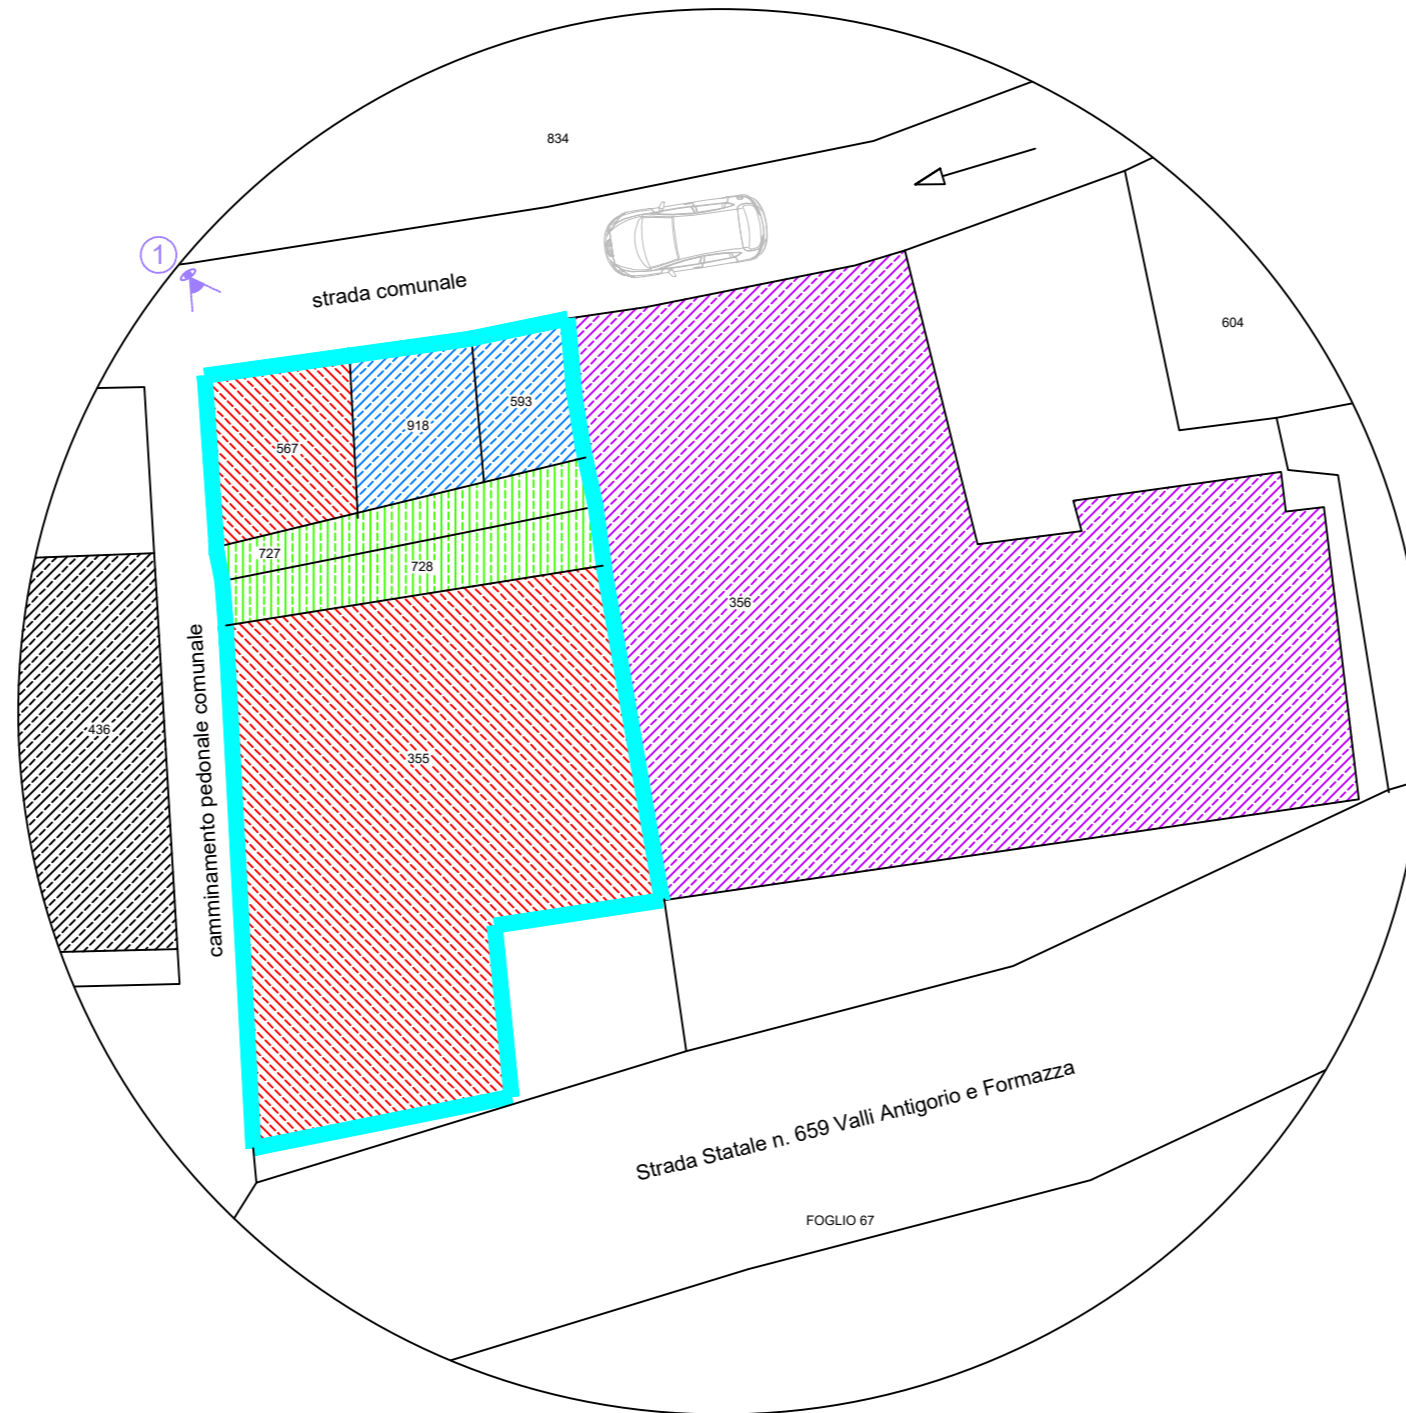 834
1
strada comunale
604
593
918
567
727
728
356
436
355
camminamento pedonale comunale
Strada Statale n. 659 Valli Antigorio e Formazza
FOGLIO 67